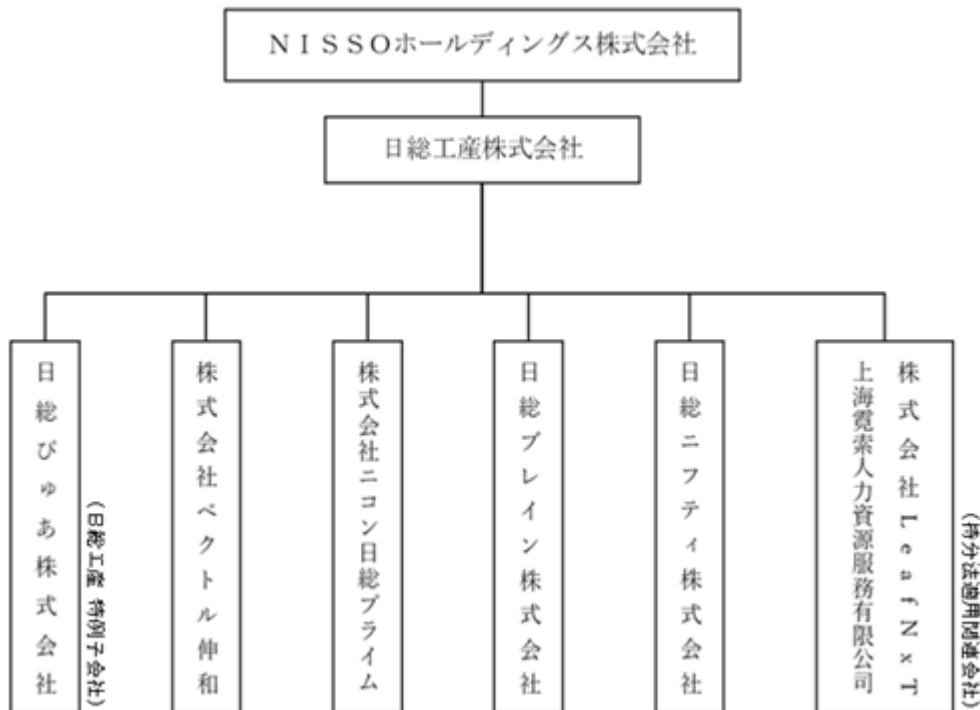 ＮＩＳＳＯホールディングス株式会社
日総工産株式会社
日総ぴゅあ株式会社
(日総工産 特例子会社)
株式会社ベクトル伸和
株式会社ニコン日総プライム
日総ブレイン株式会社
日総ニフティ株式会社
株式会社ＬｅａｆＮｘＴ
上海霓索人力資源服務有限公司
(持分法適用関連会社)